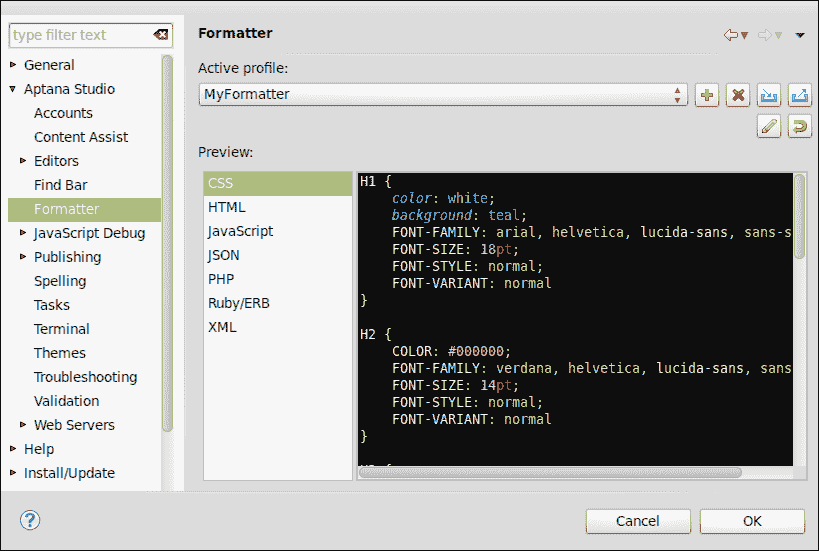 type filter text
General
Aptana Studio
Accounts
Content Assist
Editors
Find Bar
Formatter
JavaScript Debug
Publishing
Spelling
Tasks
Terminal
Themes
Troubleshooting
Validation
Web Servers
Help
Install/Update
Formatter
Active profile:
MyFormatter
Preview:
CSS
HTML
JavaScript
JSON
PHP
Ruby/ERB
XML
H1 {
color: white;
background: teal;
FONT-FAMILY: arial, helvetica, lucida-sans, sans-s
FONT-SIZE: 18pt;
FONT-STYLE: normal;
FONT-VARIANT: normal
}
H2 {
COLOR: #000000;
FONT-FAMILY: verdana, helvetica, lucida-sans, sans
FONT-SIZE: 14pt;
FONT-STYLE: normal;
FONT-VARIANT: normal
}
?
Cancel
OK